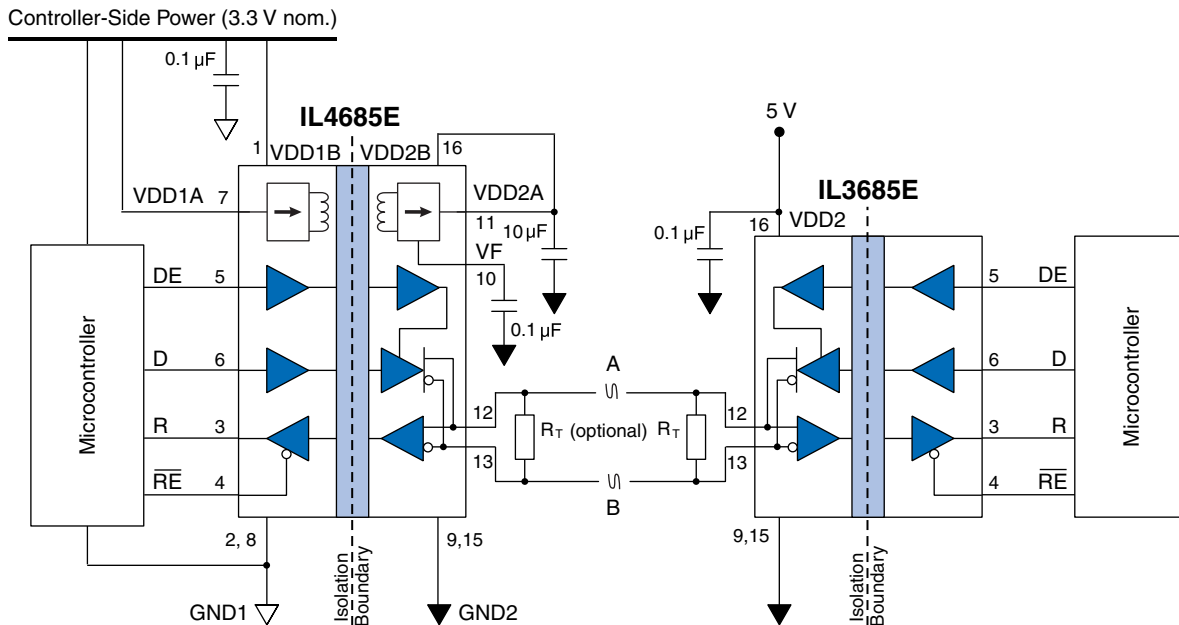 Controller-Side Power (3.3 V nom.)
0.1 µF
IL4685E
1
VDD1B
VDD2B
16
VDD1A
7
VDD2A
11
10 µF
VF
10
0.1 µF
5 V
IL3685E
16
VDD2
0.1 µF
Microcontroller
DE
5
D
6
R
3
RE
4
A
12
R_T (optional)
R_T
12
13
13
B
5
DE
6
D
3
R
4
RE
Microcontroller
2, 8
9,15
9,15
GND1
Isolation
Boundary
GND2
Isolation
Boundary